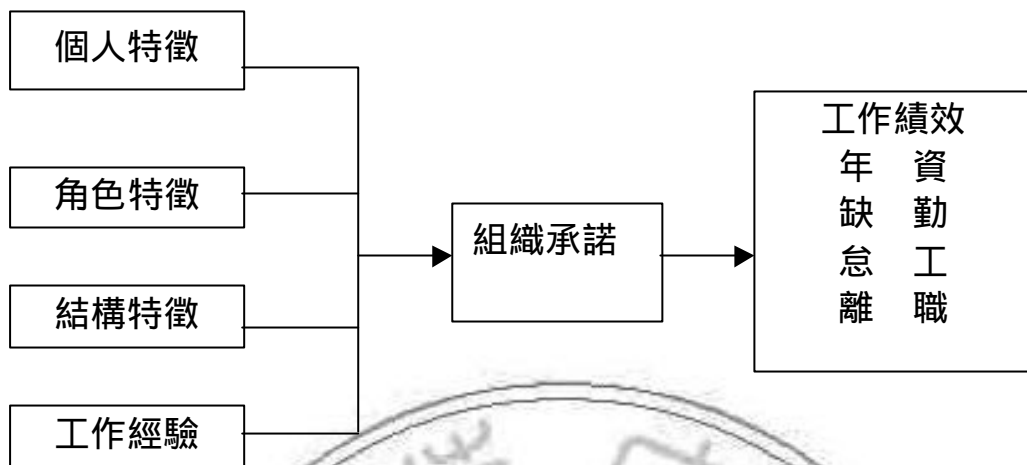 個人特徵
角色特徵
結構特徵
工作經驗
組織承諾
工作績效
年 資
缺 勤
怠 工
離 職